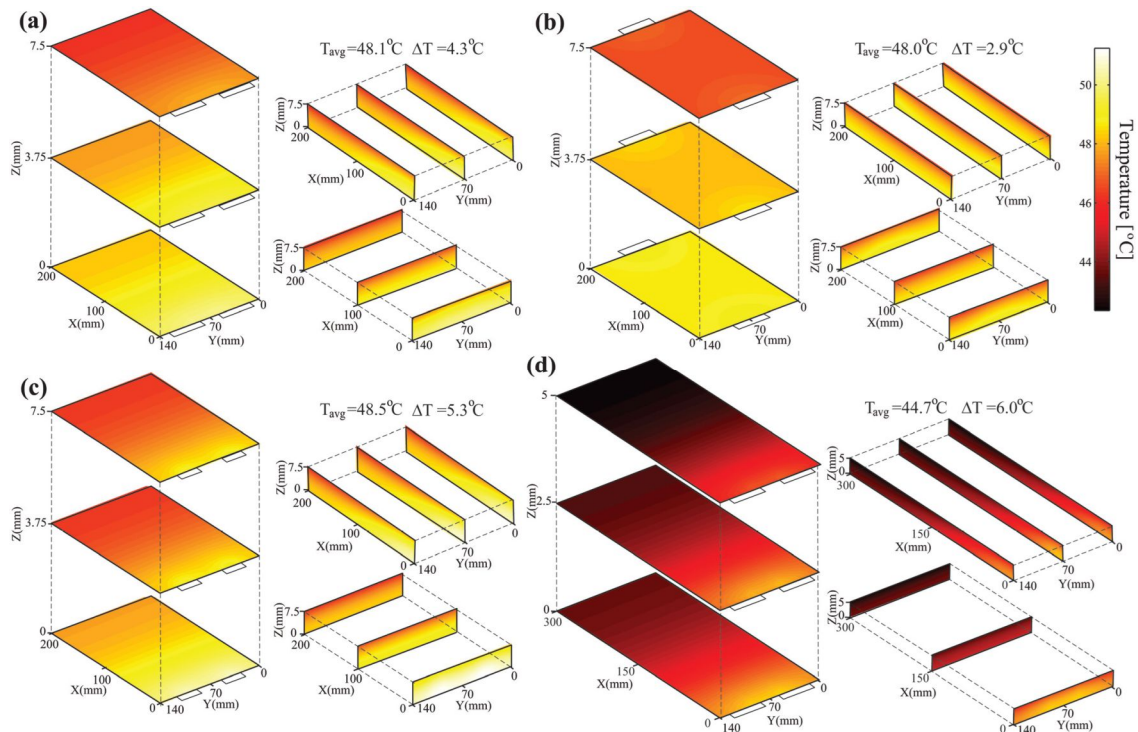 (a)
7.5
3.75
0
Z(mm)
200
100
X(mm)
0
140
70
Y(mm)
0
Tavg=48.1°C ΔT=4.3°C
Z(mm)
7.5
0
200
100
X(mm)
0
140
70
Y(mm)
0
Z(mm)
7.5
0
200
100
X(mm)
0
140
70
Y(mm)
0
(b)
7.5
3.75
0
Z(mm)
200
100
X(mm)
0
140
70
Y(mm)
0
Tavg=48.0°C ΔT=2.9°C
Z(mm)
7.5
0
200
100
X(mm)
0
140
70
Y(mm)
0
Z(mm)
7.5
0
200
100
X(mm)
0
140
70
Y(mm)
0
50
48
46
44
Temperature [°C]
(c)
7.5
3.75
0
Z(mm)
200
100
X(mm)
0
140
70
Y(mm)
0
Tavg=48.5°C ΔT=5.3°C
Z(mm)
7.5
0
200
100
X(mm)
0
140
70
Y(mm)
0
Z(mm)
7.5
0
200
100
X(mm)
0
140
70
Y(mm)
0
(d)
5
2.5
0
Z(mm)
300
150
X(mm)
0
140
70
Y(mm)
0
Tavg=44.7°C ΔT=6.0°C
Z(mm)
5
0
300
150
X(mm)
0
140
70
Y(mm)
0
Z(mm)
5
0
300
150
X(mm)
0
140
70
Y(mm)
0